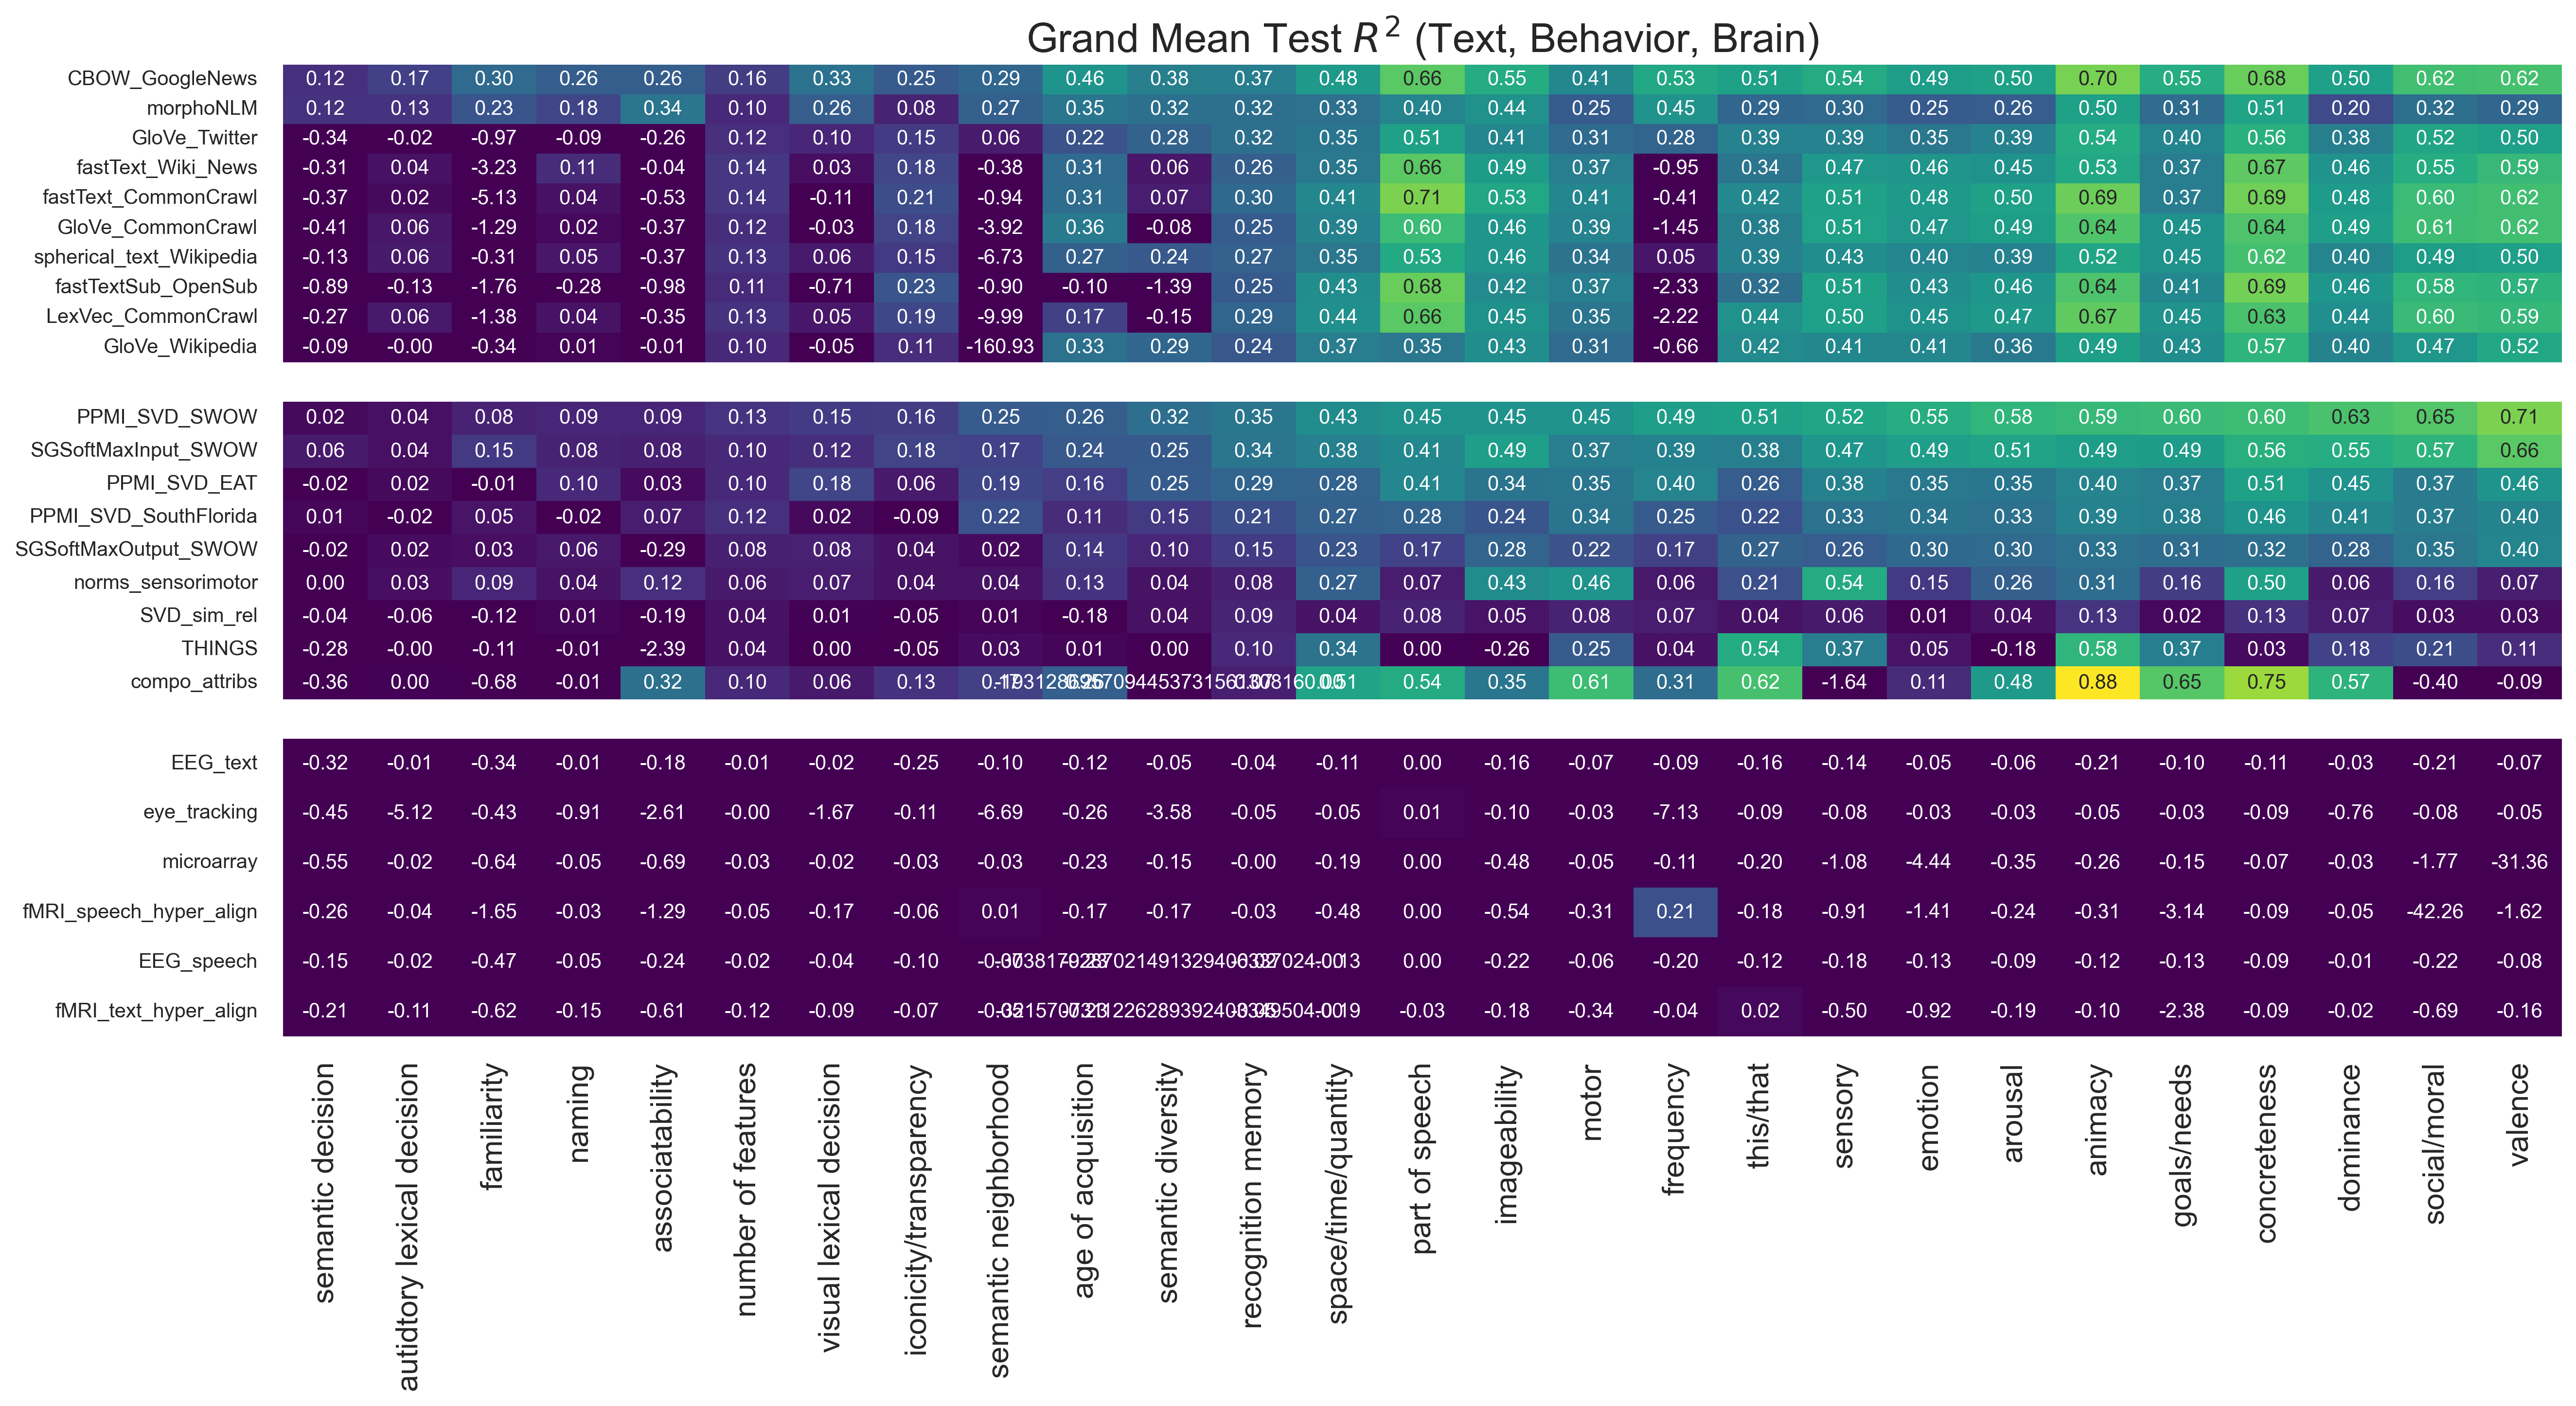 Grand Mean Test R² (Text, Behavior, Brain)
CBOW_GoogleNews 0.12 0.17 0.30 0.26 0.26 0.16 0.33 0.25 0.29 0.46 0.38 0.37 0.48 0.66 0.55 0.41 0.53 0.51 0.54 0.49 0.50 0.70 0.55 0.68 0.50 0.62 0.62
morphoNLM 0.12 0.13 0.23 0.18 0.34 0.10 0.26 0.08 0.27 0.35 0.32 0.32 0.33 0.40 0.44 0.25 0.45 0.29 0.30 0.25 0.26 0.50 0.31 0.51 0.20 0.32 0.29
GloVe_Twitter -0.34 -0.02 -0.97 -0.09 -0.26 0.12 0.10 0.15 0.06 0.22 0.28 0.32 0.35 0.51 0.41 0.31 0.28 0.39 0.39 0.35 0.39 0.54 0.40 0.56 0.38 0.52 0.50
fastText_Wiki_News -0.31 0.04 -3.23 0.11 -0.04 0.14 0.03 0.18 -0.38 0.31 0.06 0.26 0.35 0.66 0.49 0.37 -0.95 0.34 0.47 0.46 0.45 0.53 0.37 0.67 0.46 0.55 0.59
fastText_CommonCrawl -0.37 0.02 -5.13 0.04 -0.53 0.14 -0.11 0.21 -0.94 0.31 0.07 0.30 0.41 0.71 0.53 0.41 -0.41 0.42 0.51 0.48 0.50 0.69 0.37 0.69 0.48 0.60 0.62
GloVe_CommonCrawl -0.41 0.06 -1.29 0.02 -0.37 0.12 -0.03 0.18 -3.92 0.36 -0.08 0.25 0.39 0.60 0.46 0.39 -1.45 0.38 0.51 0.47 0.49 0.64 0.45 0.64 0.49 0.61 0.62
spherical_text_Wikipedia -0.13 0.06 -0.31 0.05 -0.37 0.13 0.06 0.15 -6.73 0.27 0.24 0.27 0.35 0.53 0.46 0.34 0.05 0.39 0.43 0.40 0.39 0.52 0.45 0.62 0.40 0.49 0.50
fastTextSub_OpenSub -0.89 -0.13 -1.76 -0.28 -0.98 0.11 -0.71 0.23 -0.90 -0.10 -1.39 0.25 0.43 0.68 0.42 0.37 -2.33 0.32 0.51 0.43 0.46 0.64 0.41 0.69 0.46 0.58 0.57
LexVec_CommonCrawl -0.27 0.06 -1.38 0.04 -0.35 0.13 0.05 0.19 -9.99 0.17 -0.15 0.29 0.44 0.66 0.45 0.35 -2.22 0.44 0.50 0.45 0.47 0.67 0.45 0.63 0.44 0.60 0.59
GloVe_Wikipedia -0.09 -0.00 -0.34 0.01 -0.01 0.10 -0.05 0.11 -160.93 0.33 0.29 0.24 0.37 0.35 0.43 0.31 -0.66 0.42 0.41 0.41 0.36 0.49 0.43 0.57 0.40 0.47 0.52
PPMI_SVD_SWOW 0.02 0.04 0.08 0.09 0.09 0.13 0.15 0.16 0.25 0.26 0.32 0.35 0.43 0.45 0.45 0.45 0.49 0.51 0.52 0.55 0.58 0.59 0.60 0.60 0.63 0.65 0.71
SGSoftMaxInput_SWOW 0.06 0.04 0.15 0.08 0.08 0.10 0.12 0.18 0.17 0.24 0.25 0.34 0.38 0.41 0.49 0.37 0.39 0.38 0.47 0.49 0.51 0.49 0.49 0.56 0.55 0.57 0.66
PPMI_SVD_EAT -0.02 0.02 -0.01 0.10 0.03 0.10 0.18 0.06 0.19 0.16 0.25 0.29 0.28 0.41 0.34 0.35 0.40 0.26 0.38 0.35 0.35 0.40 0.37 0.51 0.45 0.37 0.46
PPMI_SVD_SouthFlorida 0.01 -0.02 0.05 -0.02 0.07 0.12 0.02 -0.09 0.22 0.11 0.15 0.21 0.27 0.28 0.24 0.34 0.25 0.22 0.33 0.34 0.34 0.39 0.38 0.46 0.41 0.37 0.40
SGSoftMaxOutput_SWOW -0.02 0.02 0.03 0.06 -0.29 0.08 0.08 0.04 0.02 0.14 0.10 0.15 0.23 0.17 0.28 0.22 0.17 0.27 0.26 0.30 0.30 0.33 0.31 0.32 0.28 0.35 0.40
norms_sensorimotor 0.00 0.03 0.09 0.04 0.12 0.06 0.07 0.04 0.04 0.13 0.04 0.08 0.27 0.07 0.43 0.46 0.06 0.21 0.54 0.15 0.26 0.31 0.16 0.50 0.06 0.16 0.07
SVD_sim_rel -0.04 -0.06 -0.12 0.01 -0.19 0.04 0.01 -0.05 0.01 -0.18 0.04 0.09 0.04 0.08 0.05 0.08 0.07 0.04 0.06 0.01 0.04 0.13 0.02 0.13 0.07 0.03 0.03
THINGS -0.28 -0.00 -0.11 -0.01 -2.39 0.04 0.00 -0.05 0.03 0.01 0.00 0.10 0.34 0.00 -0.26 0.25 0.04 0.54 0.37 0.05 -0.18 0.58 0.37 0.03 0.18 0.21 0.11
compo_attribs -0.36 0.00 -0.68 -0.01 0.32 0.10 0.06 0.13 0.51 0.54 0.35 0.61 0.31 0.62 -1.64 0.11 0.48 0.88 0.65 0.75 0.57 -0.40 -0.09
EEG_text -0.32 -0.01 -0.34 -0.01 -0.18 -0.01 -0.02 -0.25 -0.10 -0.12 -0.05 -0.04 -0.11 0.00 -0.16 -0.07 -0.09 -0.16 -0.14 -0.05 -0.06 -0.21 -0.10 -0.11 -0.03 -0.21 -0.07
eye_tracking -0.45 -5.12 -0.43 -0.91 -2.61 -0.00 -1.67 -0.11 -6.69 -0.26 -3.58 -0.05 -0.05 0.01 -0.10 -0.03 -7.13 -0.09 -0.08 -0.03 -0.03 -0.05 -0.03 -0.09 -0.76 -0.08 -0.05
microarray -0.55 -0.02 -0.64 -0.05 -0.69 -0.03 -0.02 -0.03 -0.03 -0.23 -0.15 -0.00 -0.19 0.00 -0.48 -0.05 -0.11 -0.20 -1.08 -4.44 -0.35 -0.26 -0.15 -0.07 -0.03 -1.77 -31.36
fMRI_speech_hyper_align -0.26 -0.04 -1.65 -0.03 -1.29 -0.05 -0.17 -0.06 0.01 -0.17 -0.17 -0.03 -0.48 0.00 -0.54 -0.31 0.21 -0.18 -0.91 -1.41 -0.24 -0.31 -3.14 -0.09 -0.05 -42.26 -1.62
EEG_speech -0.15 -0.02 -0.47 -0.05 -0.24 -0.02 -0.04 -0.10 0.00 -0.22 -0.06 -0.20 -0.12 -0.18 -0.13 -0.09 -0.12 -0.13 -0.09 -0.01 -0.22 -0.08
fMRI_text_hyper_align -0.21 -0.11 -0.62 -0.15 -0.61 -0.12 -0.09 -0.07 -0.03 -0.18 -0.34 -0.04 0.02 -0.50 -0.92 -0.19 -0.10 -2.38 -0.09 -0.02 -0.69 -0.16
semantic decision
autidtory lexical decision
familiarity
naming
associatability
number of features
visual lexical decision
iconicity/transparency
semantic neighborhood
age of acquisition
semantic diversity
recognition memory
space/time/quantity
part of speech
imageability
motor
frequency
this/that
sensory
emotion
arousal
animacy
goals/needs
concreteness
dominance
social/moral
valence